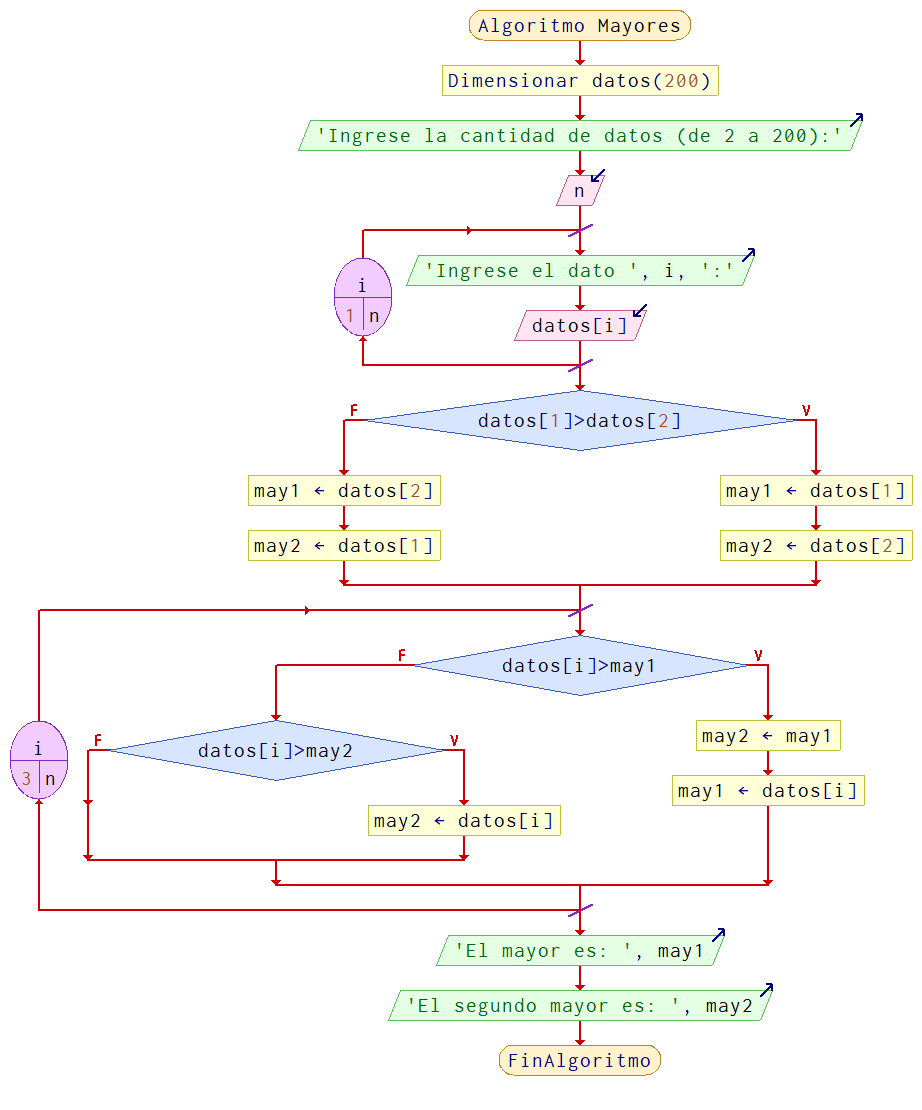 Algoritmo Mayores
Dimensionar datos(200)
'Ingrese la cantidad de datos (de 2 a 200):'
n
'Ingrese el dato ', i, ':'
i
1 n
datos[i]
F
V
datos[1]>datos[2]
may1 ← datos[2]
may1 ← datos[1]
may2 ← datos[1]
may2 ← datos[2]
F
V
datos[i]>may1
F
V
datos[i]>may2
may2 ← may1
i
3 n
may1 ← datos[i]
may2 ← datos[i]
'El mayor es: ', may1
'El segundo mayor es: ', may2
FinAlgoritmo